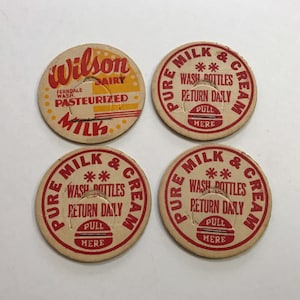 Wilson
DAIRY
FERNDALE
WASH.
PASTEURIZED
MILK
PURE MILK & CREAM
WASH BOTTLES
RETURN DAILY
PULL
HERE
PURE MILK & CREAM
WASH BOTTLES
RETURN DAILY
PULL
HERE
PURE MILK & CREAM
WASH BOTTLES
RETURN DAILY
PULL
HERE